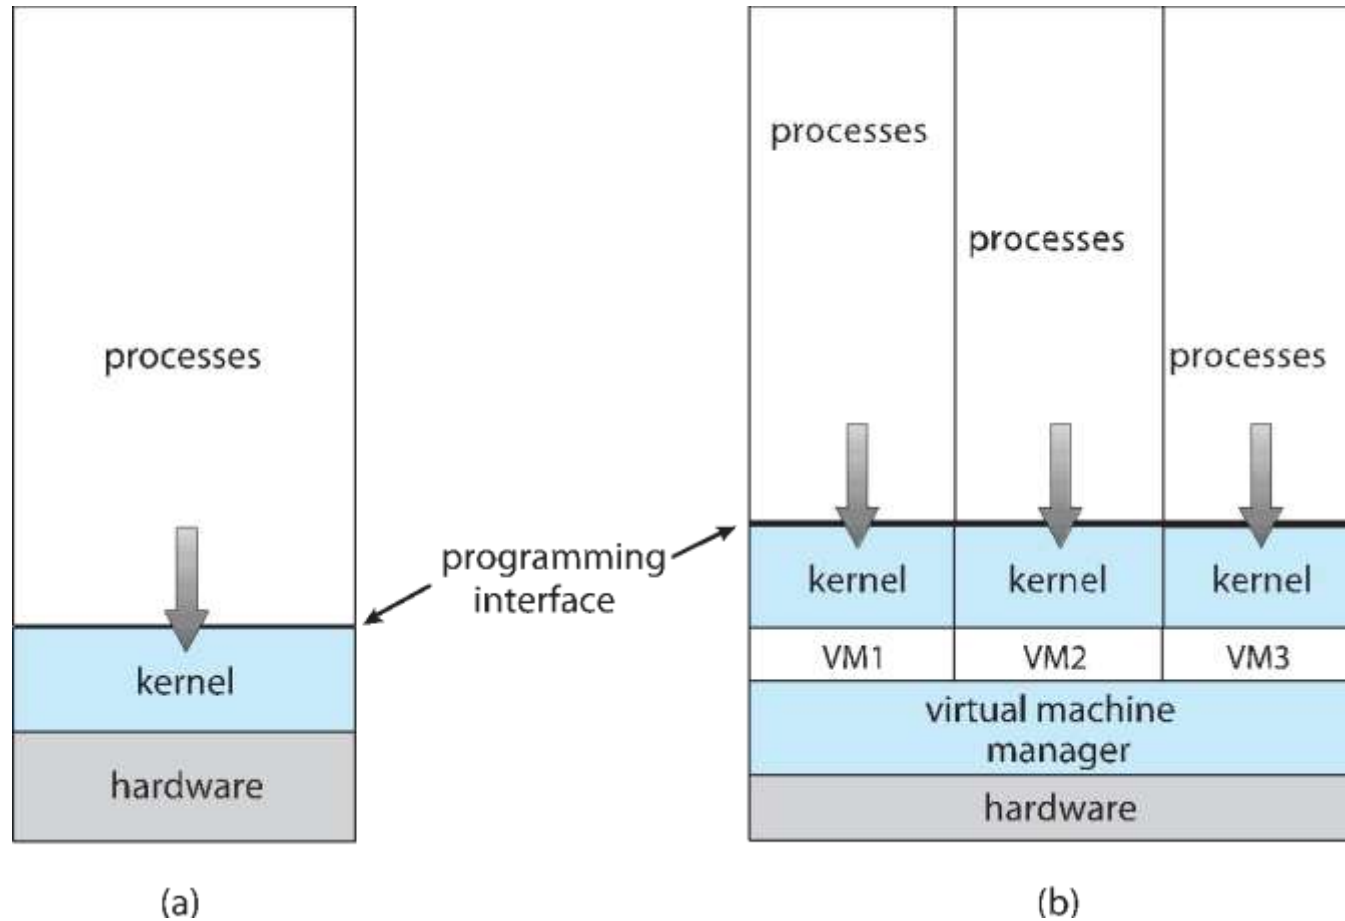 processes
processes
processes
processes
programming
interface
kernel
kernel
kernel
kernel
VM1
VM2
VM3
virtual machine
manager
hardware
hardware
(a)
(b)